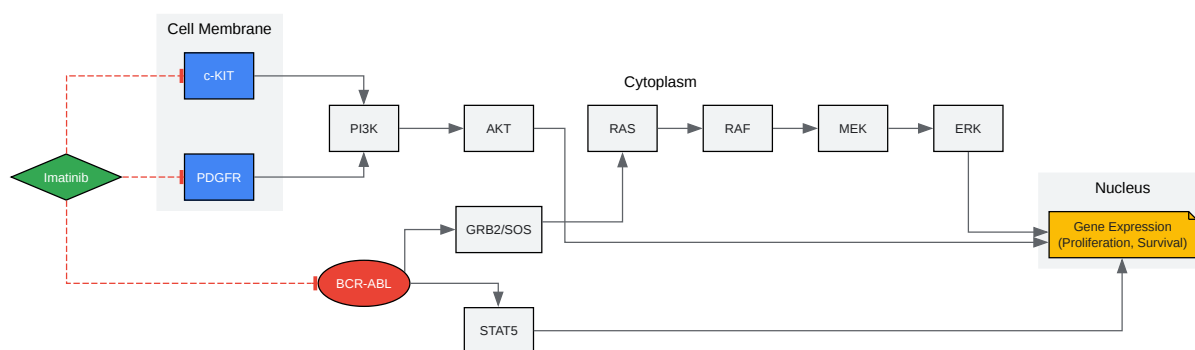 Cell Membrane
c-KIT
Cytoplasm
PI3K
AKT
RAS
RAF
MEK
ERK
Imatinib
PDGFR
Nucleus
GRB2/SOS
Gene Expression
(Proliferation, Survival)
BCR-ABL
STAT5